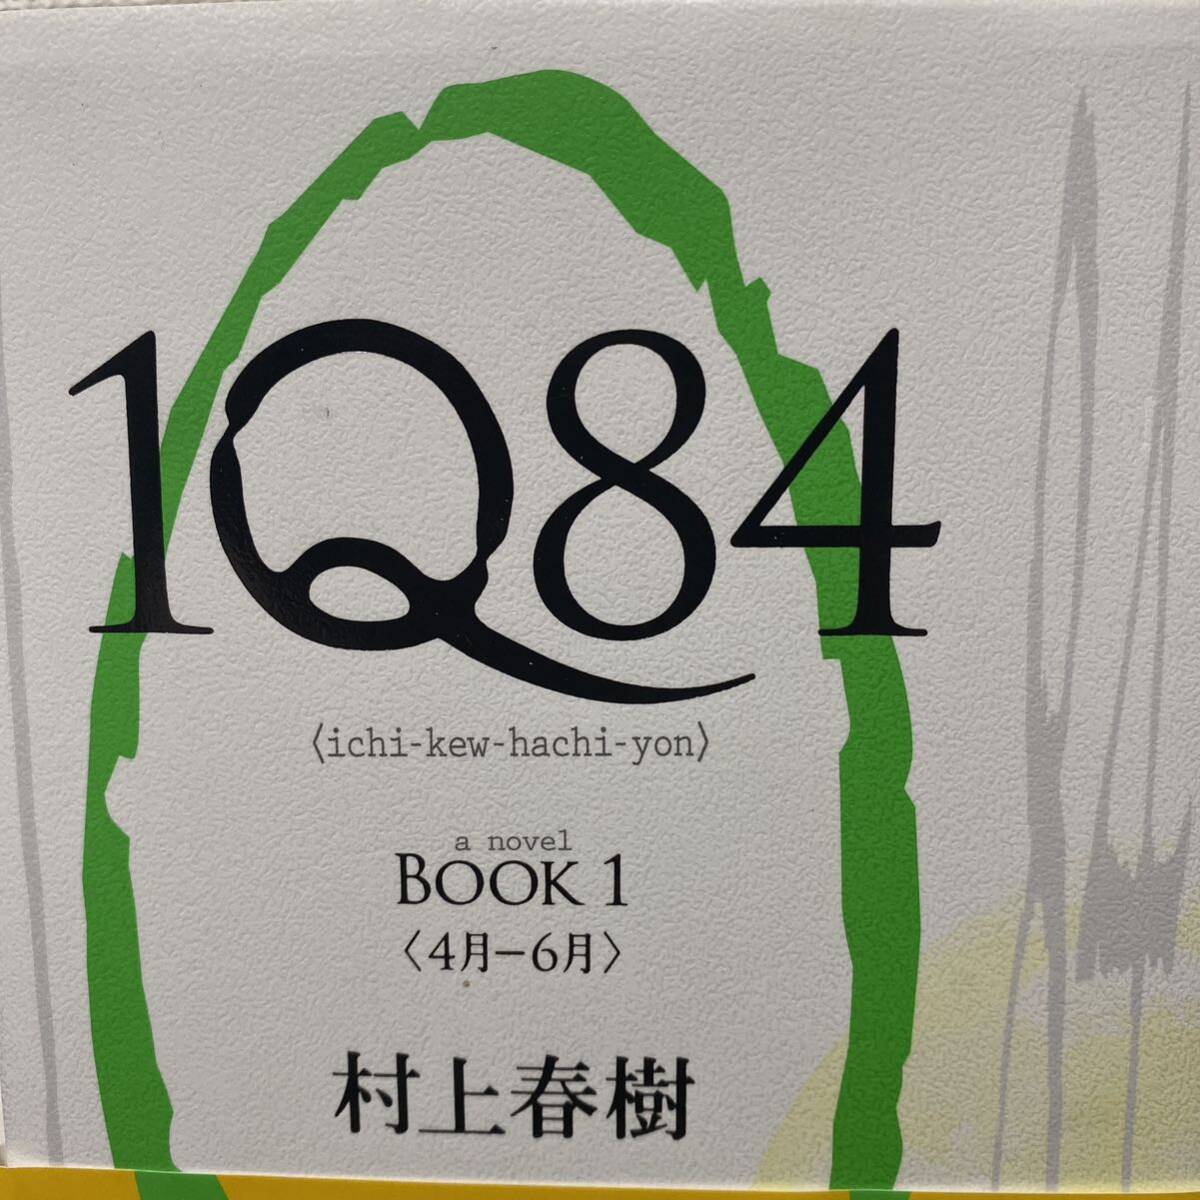 1Q84
〈ichi-kew-hachi-yon〉
a novel
BOOK 1
〈4月−6月〉
村上春樹